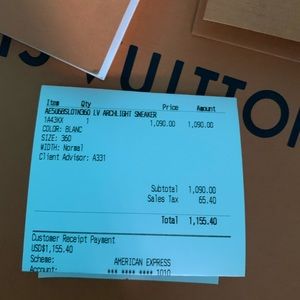 IS VUITTON
Item Qty Price Amount
LV ARCHLIGHT SNEAKER
1A43KX 1 1,090.00 1,090.00
COLOR: BLANC
SIZE: 360
WIDTH: Normal
Client Advisor: A331
Subtotal 1,090.00
Sales Tax 65.40
Total 1,155.40
Customer Receipt Payment
USD$1,155.40
Scheme: AMERICAN EXPRESS
Account: *** **** **** 1010